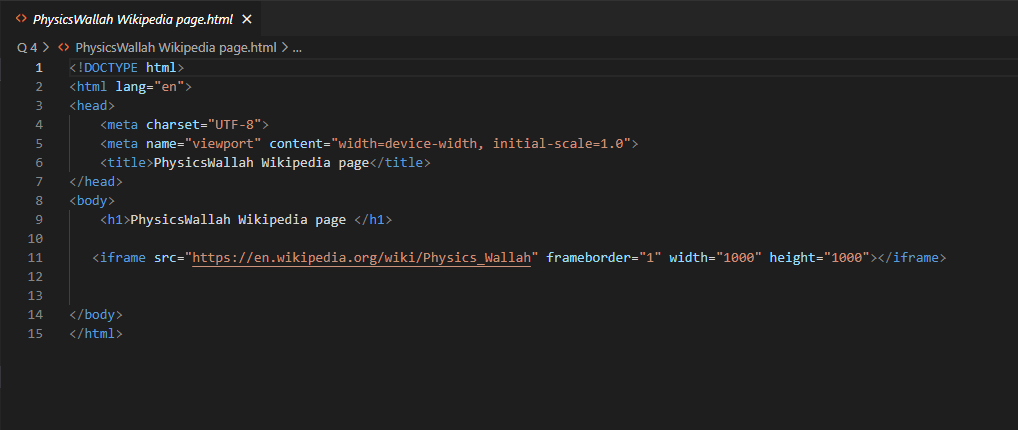 PhysicsWallah Wikipedia page.html ×
Q 4 > PhysicsWallah Wikipedia page.html > ...
1 <!DOCTYPE html>
2 <html lang="en">
3 <head>
4     <meta charset="UTF-8">
5     <meta name="viewport" content="width=device-width, initial-scale=1.0">
6     <title>PhysicsWallah Wikipedia page</title>
7 </head>
8 <body>
9     <h1>PhysicsWallah Wikipedia page </h1>
10
11    <iframe src="https://en.wikipedia.org/wiki/Physics_Wallah" frameborder="1" width="1000" height="1000"></iframe>
12
13
14 </body>
15 </html>